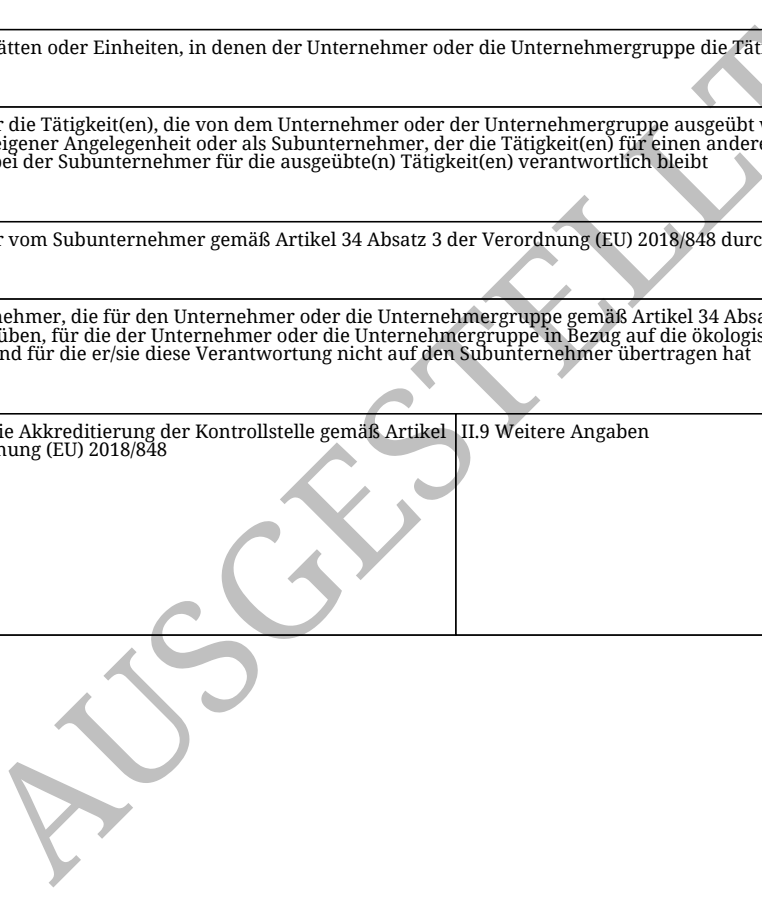 ätten oder Einheiten, in denen der Unternehmer oder die Unternehmergruppe die Tät
r die Tätigkeit(en), die von dem Unternehmer oder der Unternehmergruppe ausgeübt
eigener Angelegenheit oder als Subunternehmer, der die Tätigkeit(en) für einen andere
ei der Subunternehmer für die ausgeübte(n) Tätigkeit(en) verantwortlich bleibt
r vom Subunternehmer gemäß Artikel 34 Absatz 3 der Verordnung (EU) 2018/848 durc
nehmer, die für den Unternehmer oder die Unternehmergruppe gemäß Artikel 34 Absa
üben, für die der Unternehmer oder die Unternehmergruppe in Bezug auf die ökologis
nd für die er/sie diese Verantwortung nicht auf den Subunternehmer übertragen hat
ie Akkreditierung der Kontrollstelle gemäß Artikel
nung (EU) 2018/848
II.9 Weitere Angaben
AUSGESTELLT